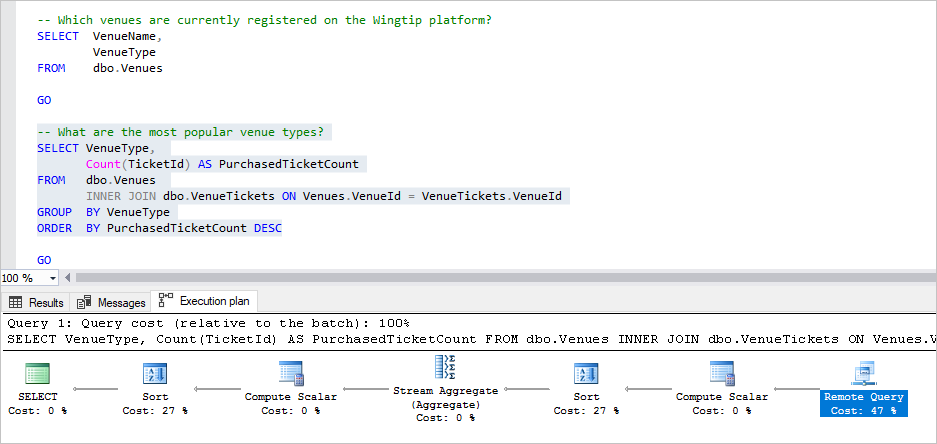 -- Which venues are currently registered on the Wingtip platform?
SELECT VenueName,
VenueType
FROM dbo.Venues
GO
-- What are the most popular venue types?
SELECT VenueType,
Count(TicketId) AS PurchasedTicketCount
FROM dbo.Venues
INNER JOIN dbo.VenueTickets ON Venues.VenueId = VenueTickets.VenueId
GROUP BY VenueType
ORDER BY PurchasedTicketCount DESC
GO
100 %
Results Messages Execution plan
Query 1: Query cost (relative to the batch): 100%
SELECT VenueType, Count(TicketId) AS PurchasedTicketCount FROM dbo.Venues INNER JOIN dbo.VenueTickets ON Venues.V
SELECT
Cost: 0 %
Sort
Cost: 27 %
Compute Scalar
Cost: 0 %
Stream Aggregate
(Aggregate)
Cost: 0 %
Sort
Cost: 27 %
Compute Scalar
Cost: 0 %
Remote Query
Cost: 47 %